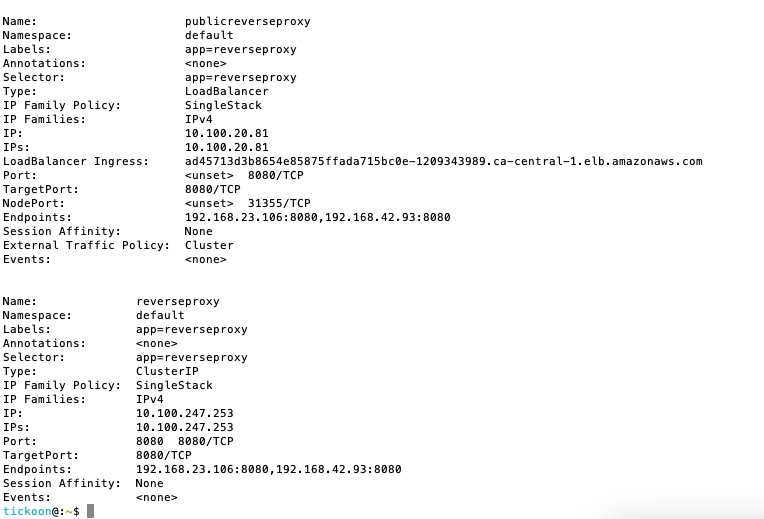 Name:                     publicreverseproxy
Namespace:                default
Labels:                   app=reverseproxy
Annotations:              <none>
Selector:                 app=reverseproxy
Type:                     LoadBalancer
IP Family Policy:         SingleStack
IP Families:              IPv4
IP:                       10.100.20.81
IPs:                      10.100.20.81
LoadBalancer Ingress:     ad45713d3b8654e85875ffada715bc0e-1209343989.ca-central-1.elb.amazonaws.com
Port:                     <unset>  8080/TCP
TargetPort:               8080/TCP
NodePort:                 <unset>  31355/TCP
Endpoints:                192.168.23.106:8080,192.168.42.93:8080
Session Affinity:         None
External Traffic Policy:  Cluster
Events:                   <none>
Name:              reverseproxy
Namespace:         default
Labels:            app=reverseproxy
Annotations:       <none>
Selector:          app=reverseproxy
Type:              ClusterIP
IP Family Policy:  SingleStack
IP Families:       IPv4
IP:                10.100.247.253
IPs:               10.100.247.253
Port:              8080  8080/TCP
TargetPort:        8080/TCP
Endpoints:         192.168.23.106:8080,192.168.42.93:8080
Session Affinity:  None
Events:            <none>
tickoon@:~$